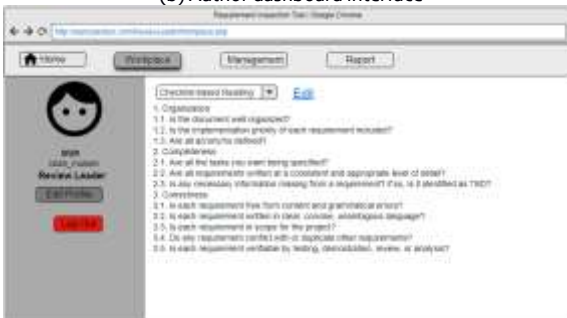 (b) Author dashboard interface
Requirement Inspection Tool - Google Chrome
Home
Workplace
Management
Report
Checklist-based Reading
Edit
1. Organization
1.1. Is the document well organized?
1.2. Is the implementation priority of each requirement included?
1.3. Are all acronyms defined?
2. Completeness
2.1. Are all the tasks you want being specified?
2.2. Are all requirements written at a consistent and appropriate level of detail?
2.3. Is any necessary information missing from a requirement? If so, is it identified as TBD?
3. Correctness
3.1. Is each requirement free from content and grammatical errors?
3.2. Is each requirement written in clear, concise, unambiguous language?
3.3. Is each requirement in scope for the project?
3.4. Do any requirement conflict with or duplicate other requirements?
3.5. Is each requirement verifiable by testing, demonstration, review, or analysis?
Review Leader
Edit Profile
Log Out